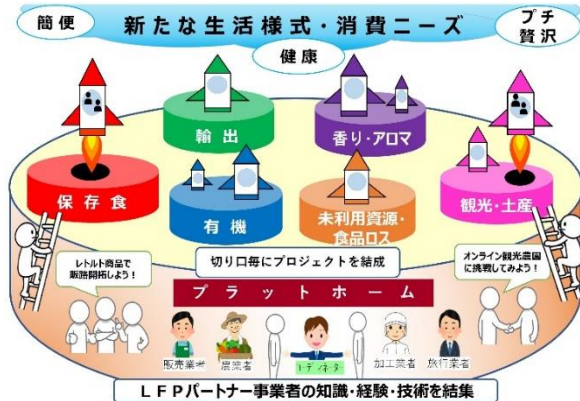 簡便
新たな生活様式・消費ニーズ
プチ
贅沢
健康
輸出
香り・アロマ
保存食
有機
未利用資源・
食品ロス
観光・土産
切り口毎にプロジェクトを結成
レトルト商品で
販路開拓しよう！
オンライン観光農園
に挑戦してみよう！
プラットホーム
販売業者
農業者
コーディネーター
加工業者
旅行業者
ＬＦＰパートナー事業者の知識・経験・技術を結集